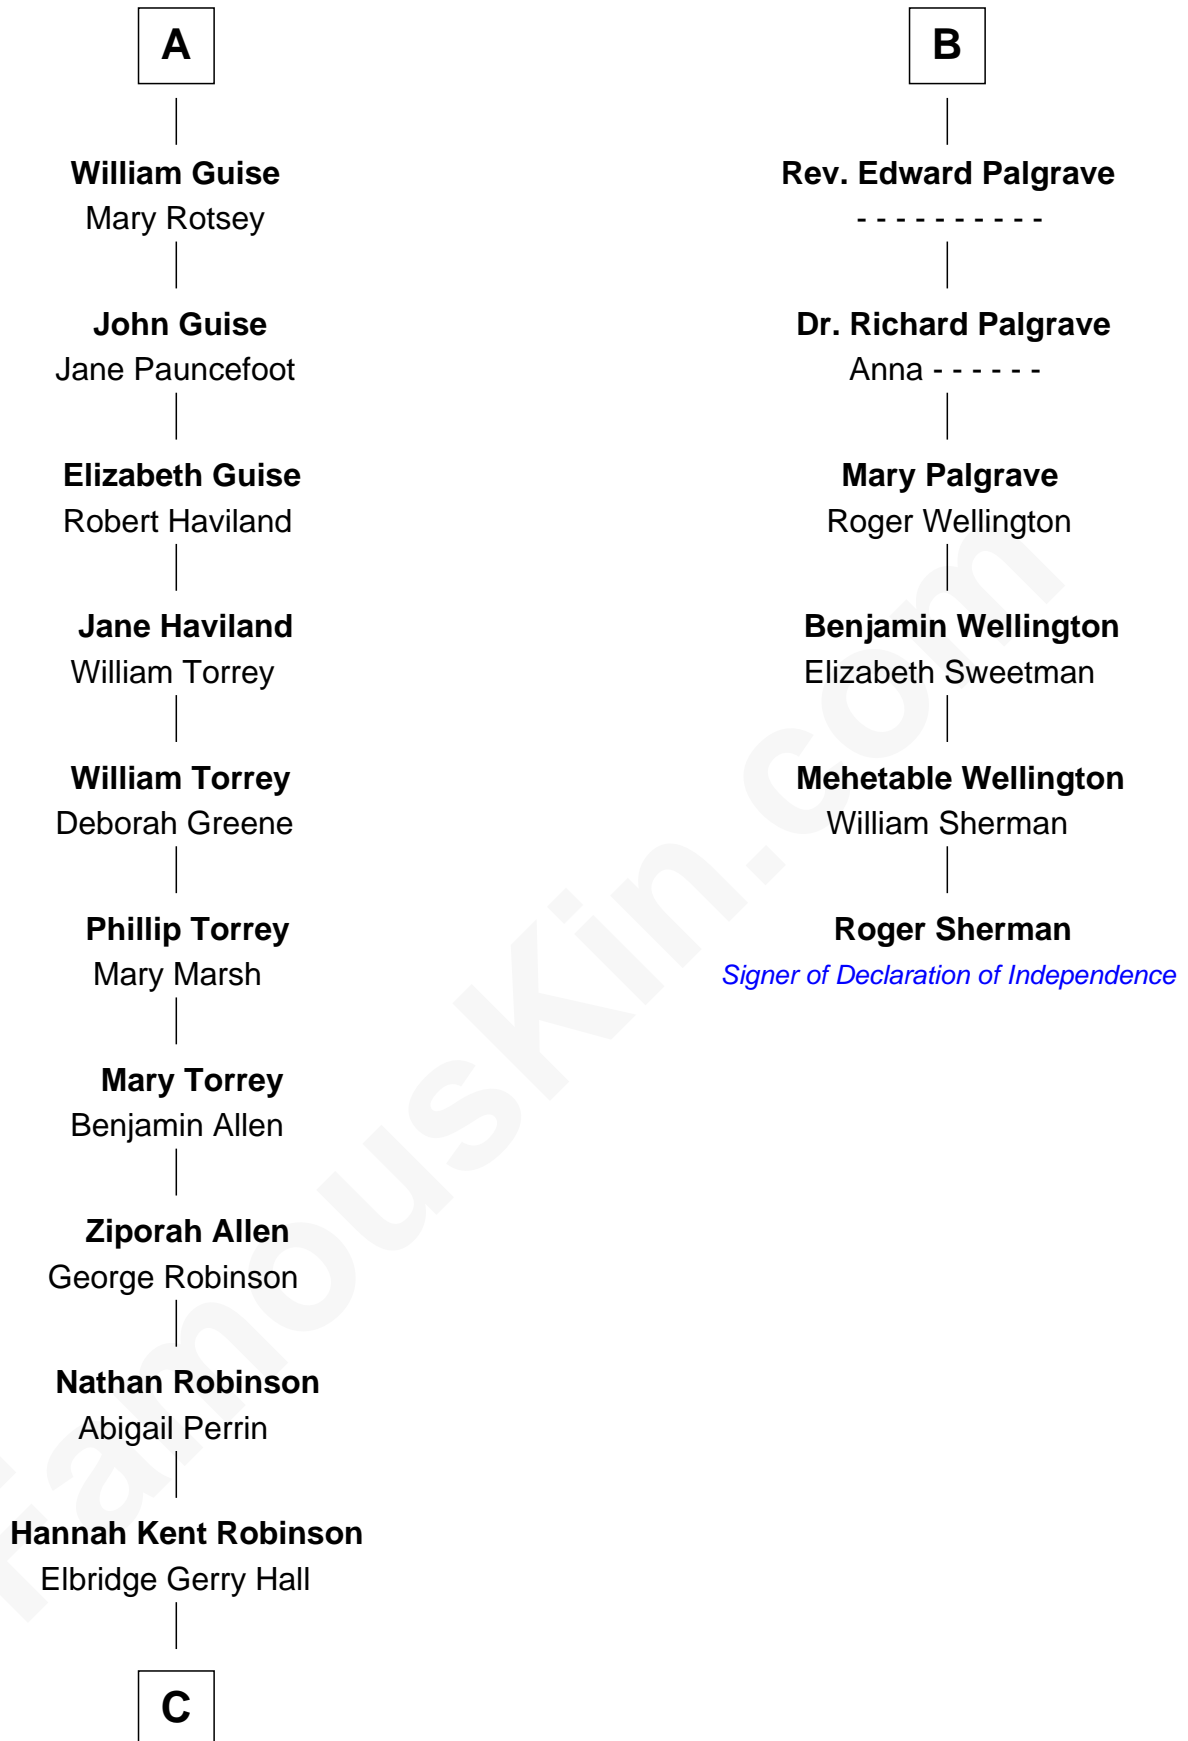 A
William Guise
Mary Rotsey
John Guise
Jane Pauncefoot
Elizabeth Guise
Robert Haviland
Jane Haviland
William Torrey
William Torrey
Deborah Greene
Phillip Torrey
Mary Marsh
Mary Torrey
Benjamin Allen
Ziporah Allen
George Robinson
Nathan Robinson
Abigail Perrin
Hannah Kent Robinson
Elbridge Gerry Hall
C
B
Rev. Edward Palgrave
- - - - - - - - - -
Dr. Richard Palgrave
Anna - - - - - -
Mary Palgrave
Roger Wellington
Benjamin Wellington
Elizabeth Sweetman
Mehetable Wellington
William Sherman
Roger Sherman
Signer of Declaration of Independence
FamousKin.com